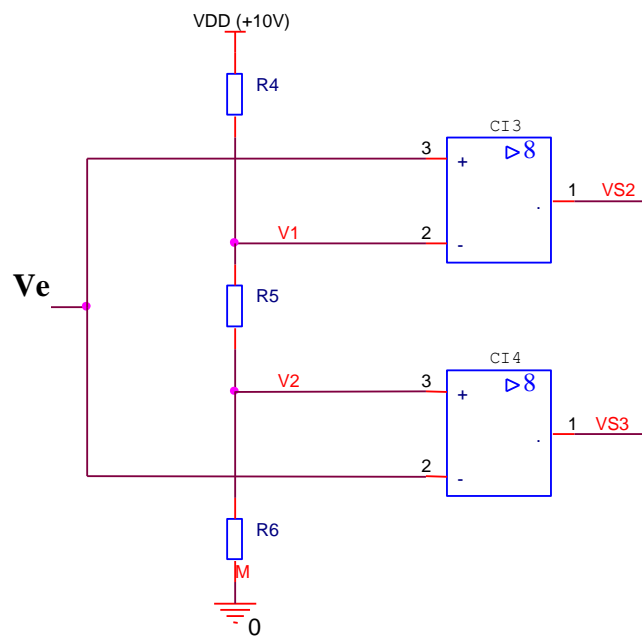 VDD (+10V)
R4
CI3
3
+
▷8
1
VS2
V1
2
-
Ve
R5
CI4
V2
3
+
▷8
1
VS3
2
-
R6
M
0